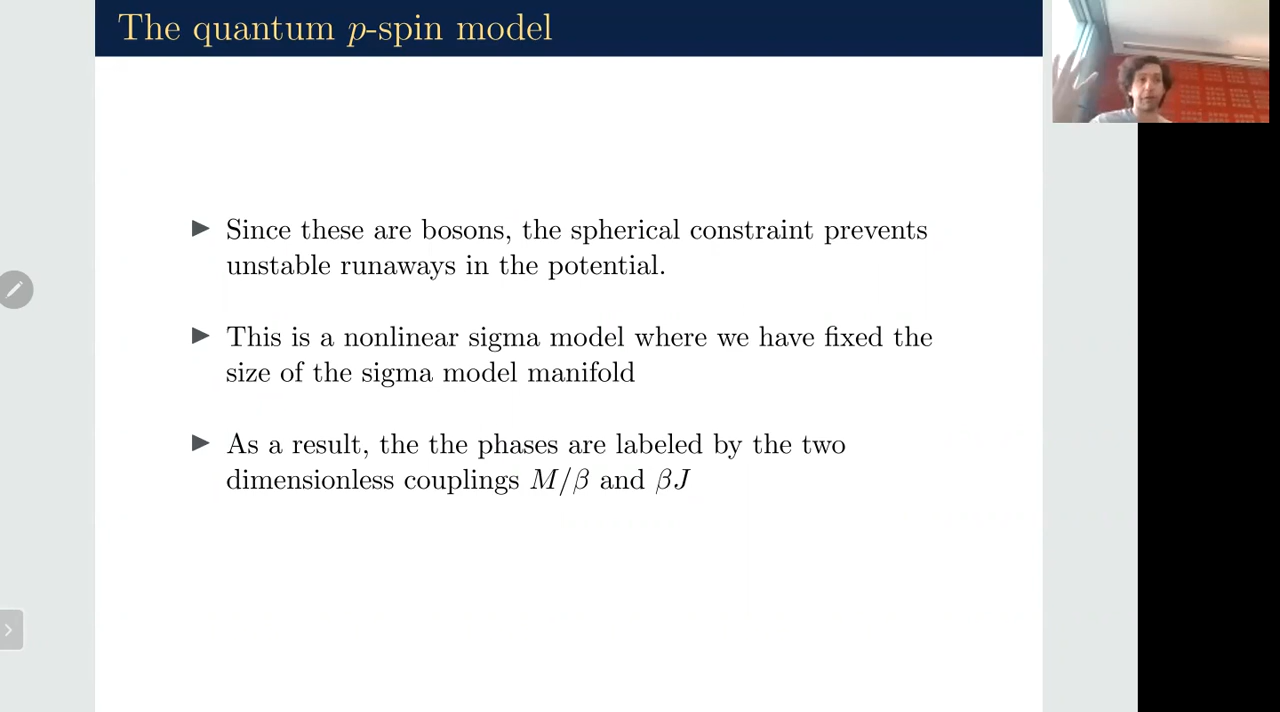 The quantum p-spin model
▶ Since these are bosons, the spherical constraint prevents
unstable runaways in the potential.
▶ This is a nonlinear sigma model where we have fixed the
size of the sigma model manifold
▶ As a result, the the phases are labeled by the two
dimensionless couplings M/β and βJ